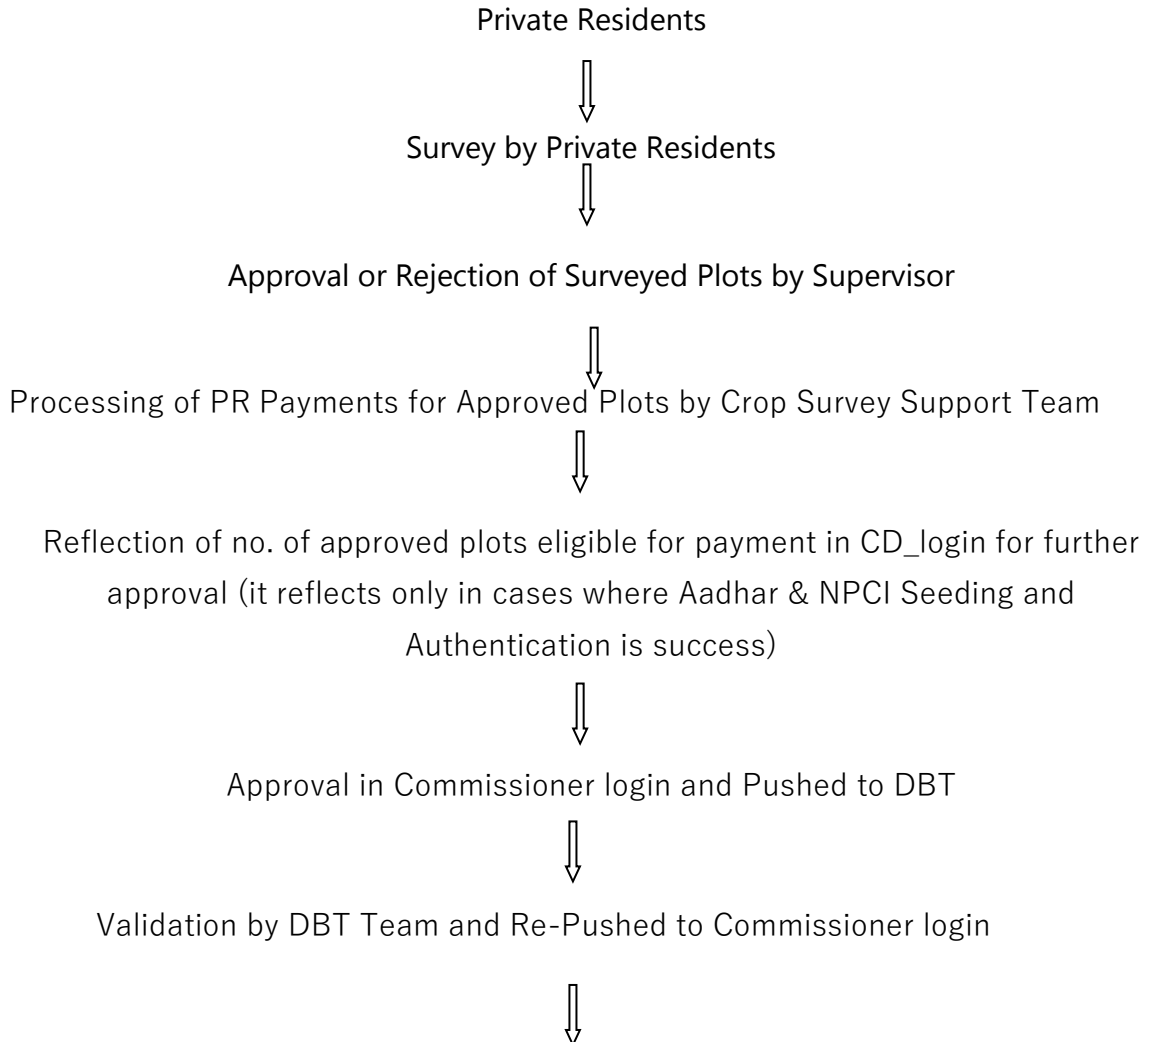 Private Residents
Survey by Private Residents
Approval or Rejection of Surveyed Plots by Supervisor
Processing of PR Payments for Approved Plots by Crop Survey Support Team
Reflection of no. of approved plots eligible for payment in CD_login for further
approval (it reflects only in cases where Aadhar & NPCI Seeding and
Authentication is success)
Approval in Commissioner login and Pushed to DBT
Validation by DBT Team and Re-Pushed to Commissioner login